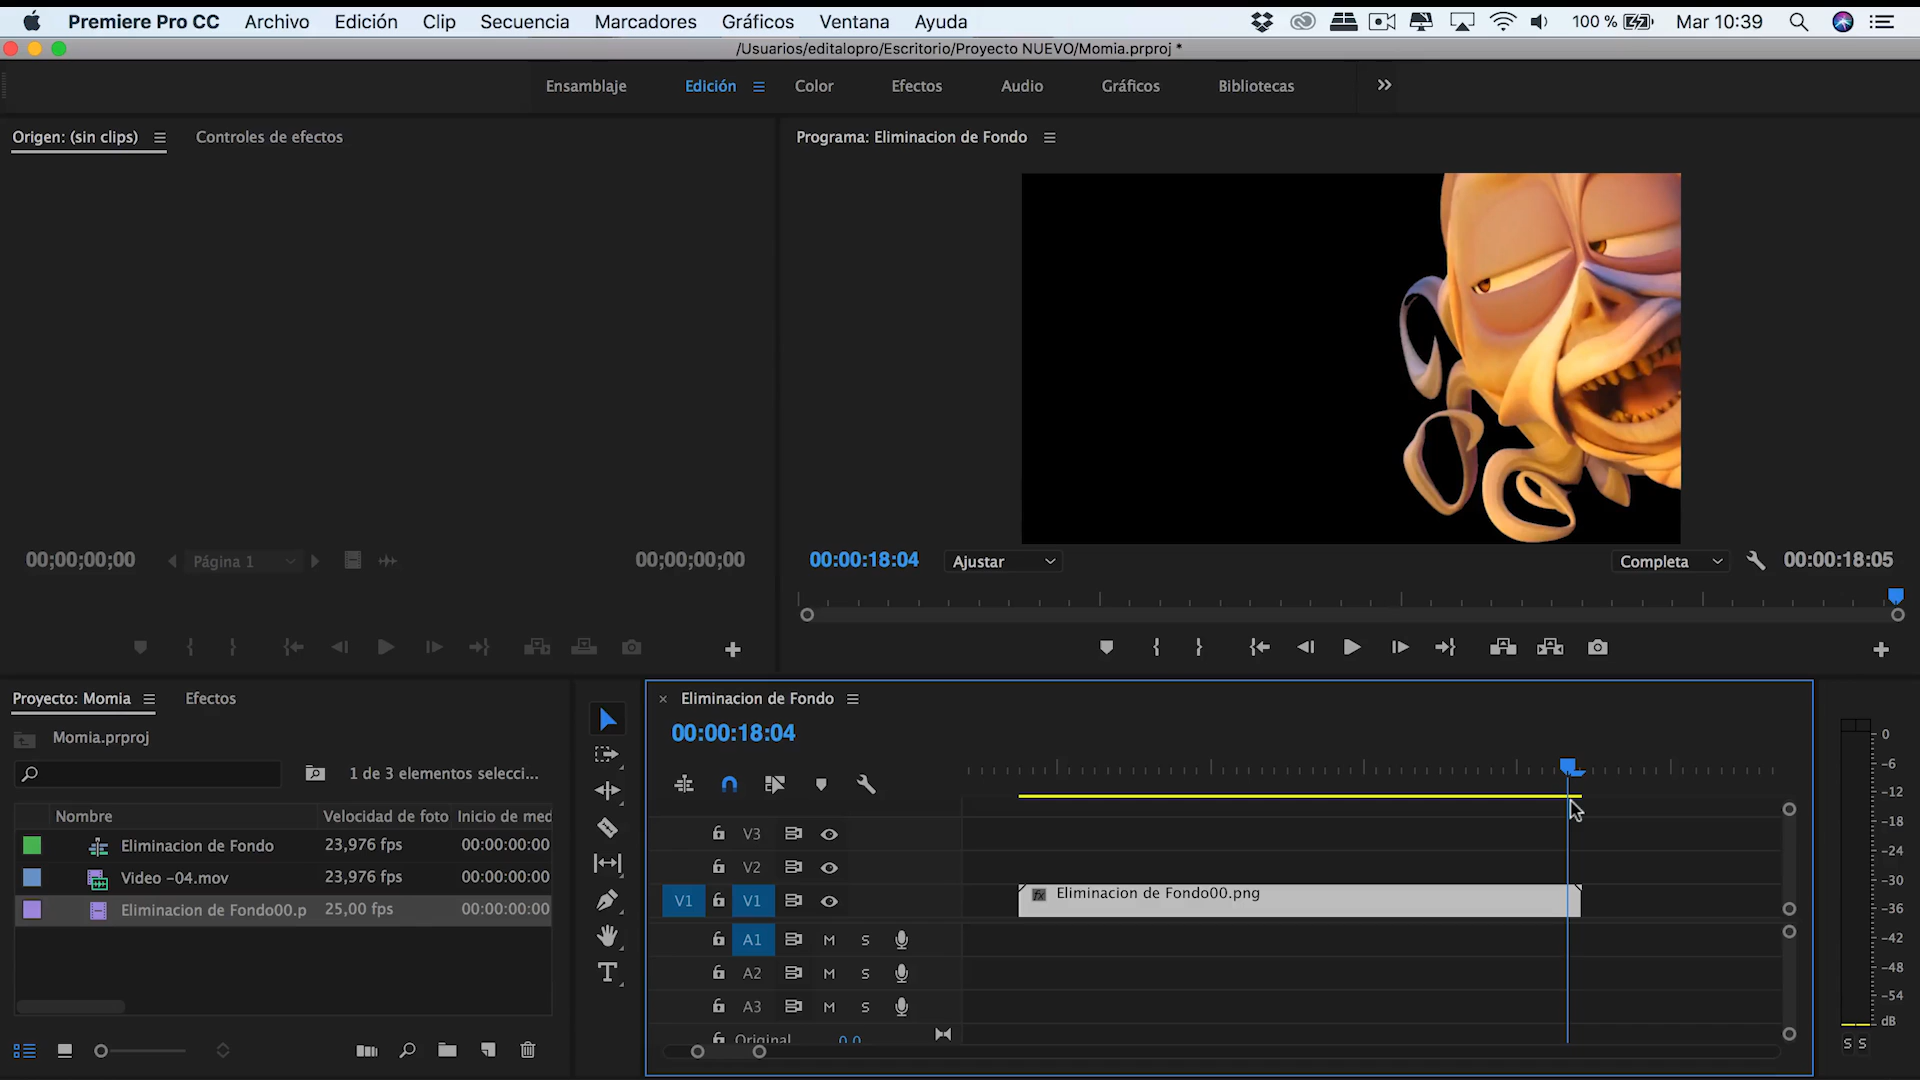 Premiere Pro CC Archivo Edición Clip Secuencia Marcadores Gráficos Ventana Ayuda 100 % Mar 10:39
/Usuarios/editalopro/Escritorio/Proyecto NUEVO/Momia.prproj *
Ensamblaje Edición Color Efectos Audio Gráficos Bibliotecas
Origen: (sin clips) Controles de efectos
Programa: Eliminacion de Fondo
00;00;00;00 Página 1 00;00;00;00
00:00:18:04 Ajustar Completa 00:00:18:05
Proyecto: Momia Efectos
Momia.prproj
1 de 3 elementos selecci...
Nombre Velocidad de foto Inicio de med
Eliminacion de Fondo 23,976 fps 00:00:00:00
Video -04.mov 23,976 fps 00:00:00:00
Eliminacion de Fondo00.p 25,00 fps 00:00:00:00
× Eliminacion de Fondo
00:00:18:04
V3
V2
V1 V1 fx Eliminacion de Fondo00.png
A1 M S
A2 M S
A3 M S
Original 0,0
0
-6
-12
-18
-24
-30
-36
-42
-48
-54
dB
S S